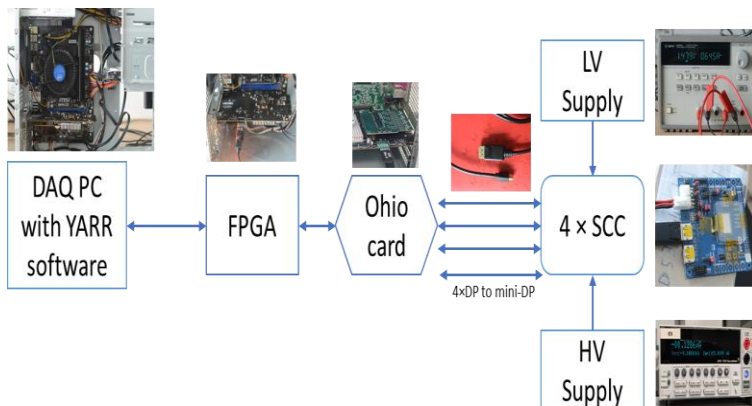 LV
Supply
DAQ PC
with YARR
software
FPGA
Ohio
card
4 × SCC
4×DP to mini-DP
HV
Supply